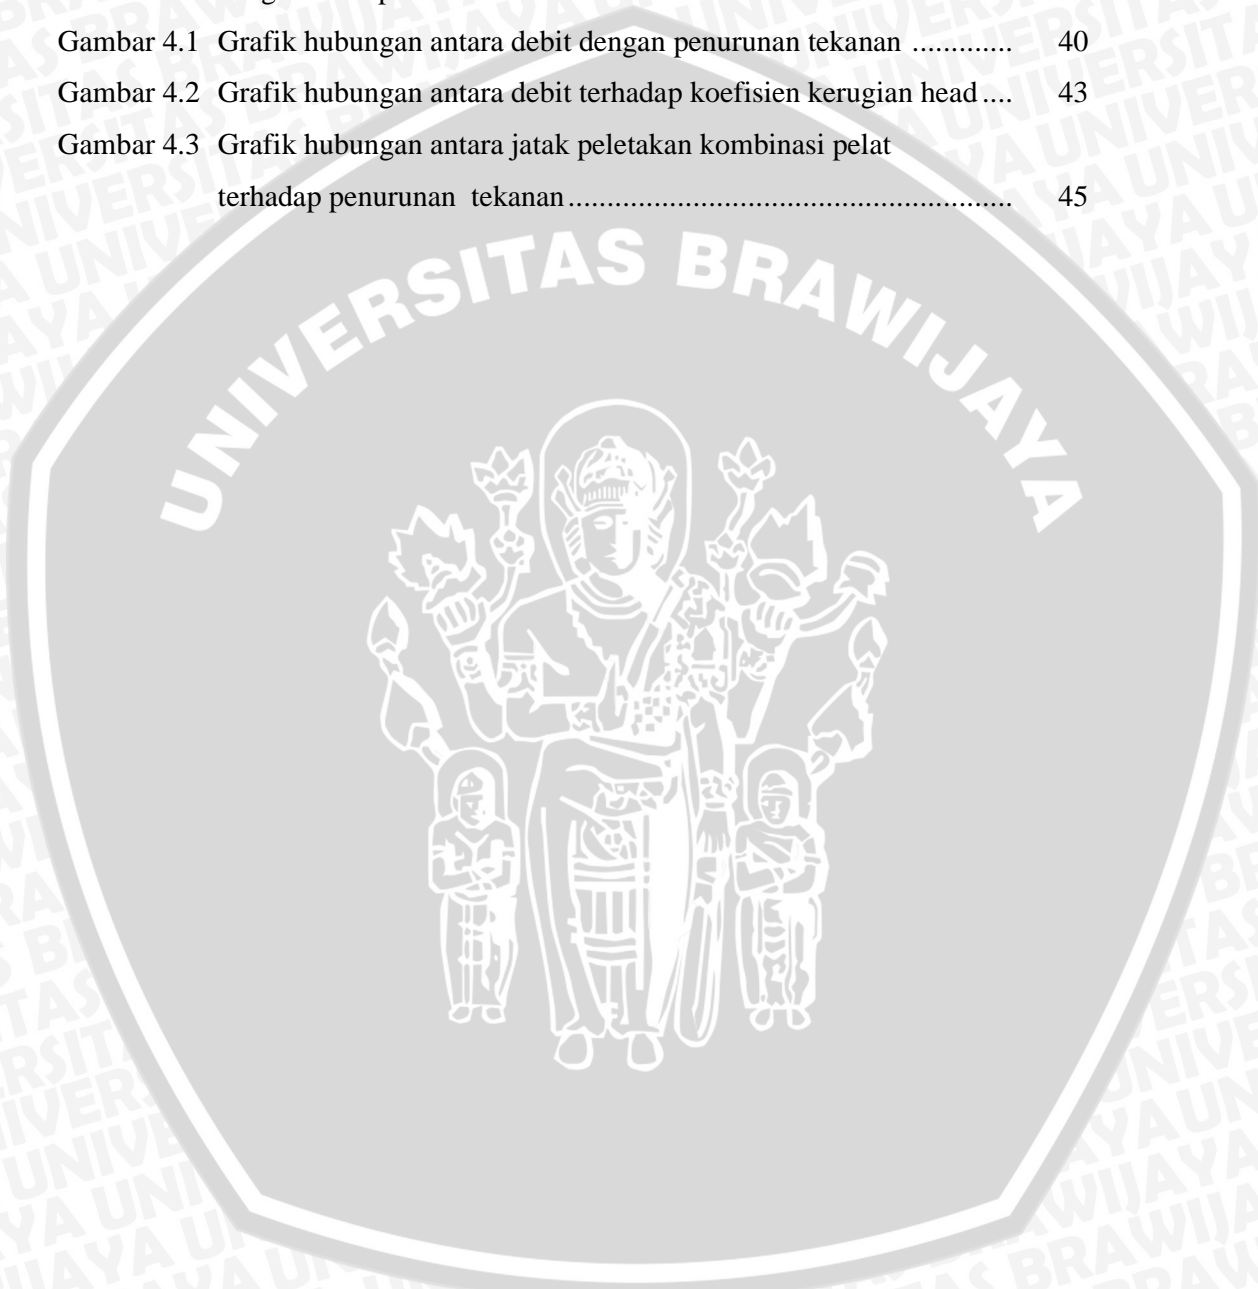 Gambar 4.1 Grafik hubungan antara debit dengan penurunan tekanan ............. 40
Gambar 4.2 Grafik hubungan antara debit terhadap koefisien kerugian head .... 43
Gambar 4.3 Grafik hubungan antara jatak peletakan kombinasi pelat
terhadap penurunan tekanan ......................................................... 45
UNIVERSITAS BRAWIJAYA